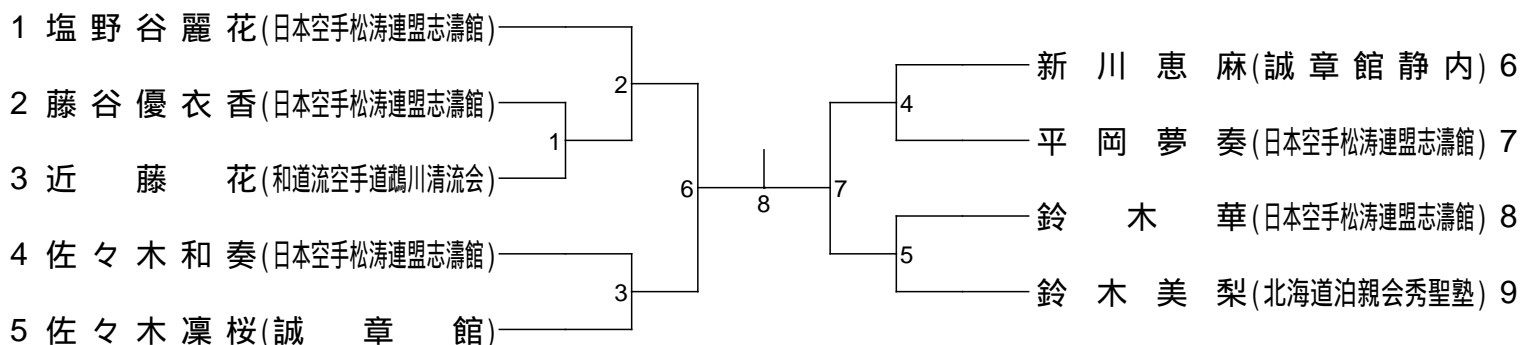 1 塩野谷麗花(日本空手松涛連盟志濤館)
2 藤谷優衣香(日本空手松涛連盟志濤館)
3 近藤花(和道流空手道鵡川清流会)
4 佐々木和奏(日本空手松涛連盟志濤館)
5 佐々木凜桜(誠章館)
2
1
6
3
8
7
4
5
新川恵麻(誠章館静内) 6
平岡夢奏(日本空手松涛連盟志濤館) 7
鈴木華(日本空手松涛連盟志濤館) 8
鈴木美梨(北海道泊親会秀聖塾) 9